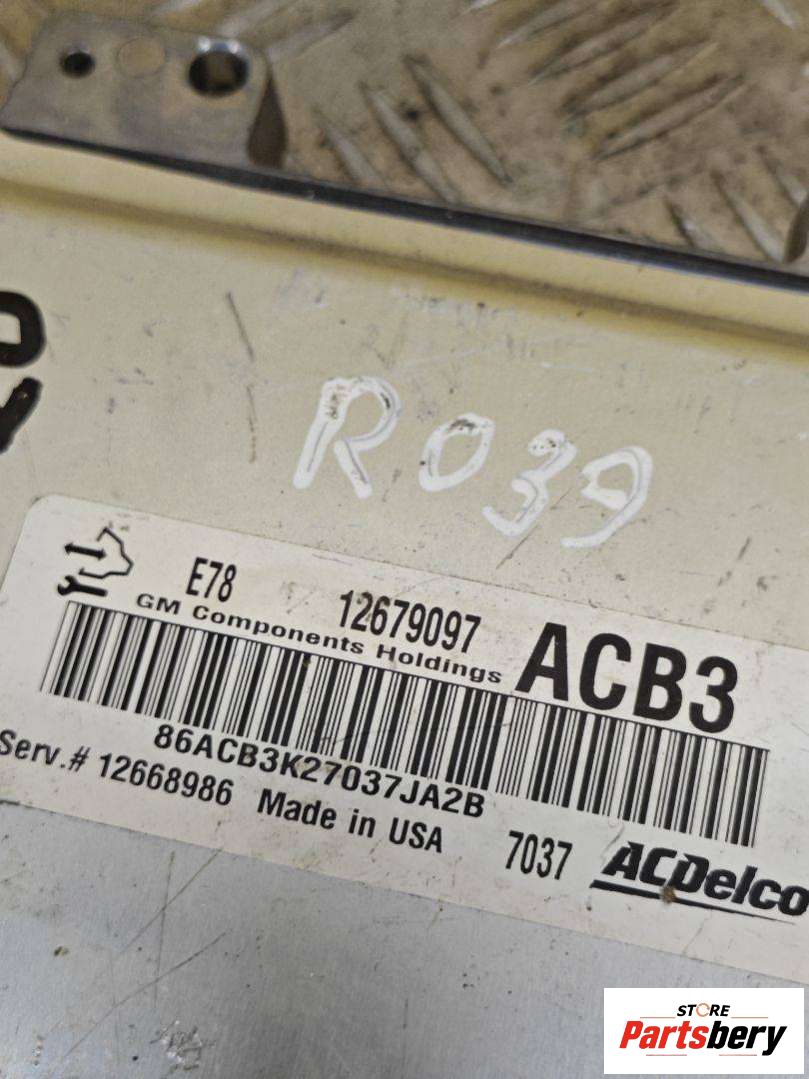 R039
E78 12679097
GM Components Holdings
ACB3
86ACB3K27037JA2B
Serv.# 12668986 Made in USA 7037
ACDelco
STORE
Partsbery